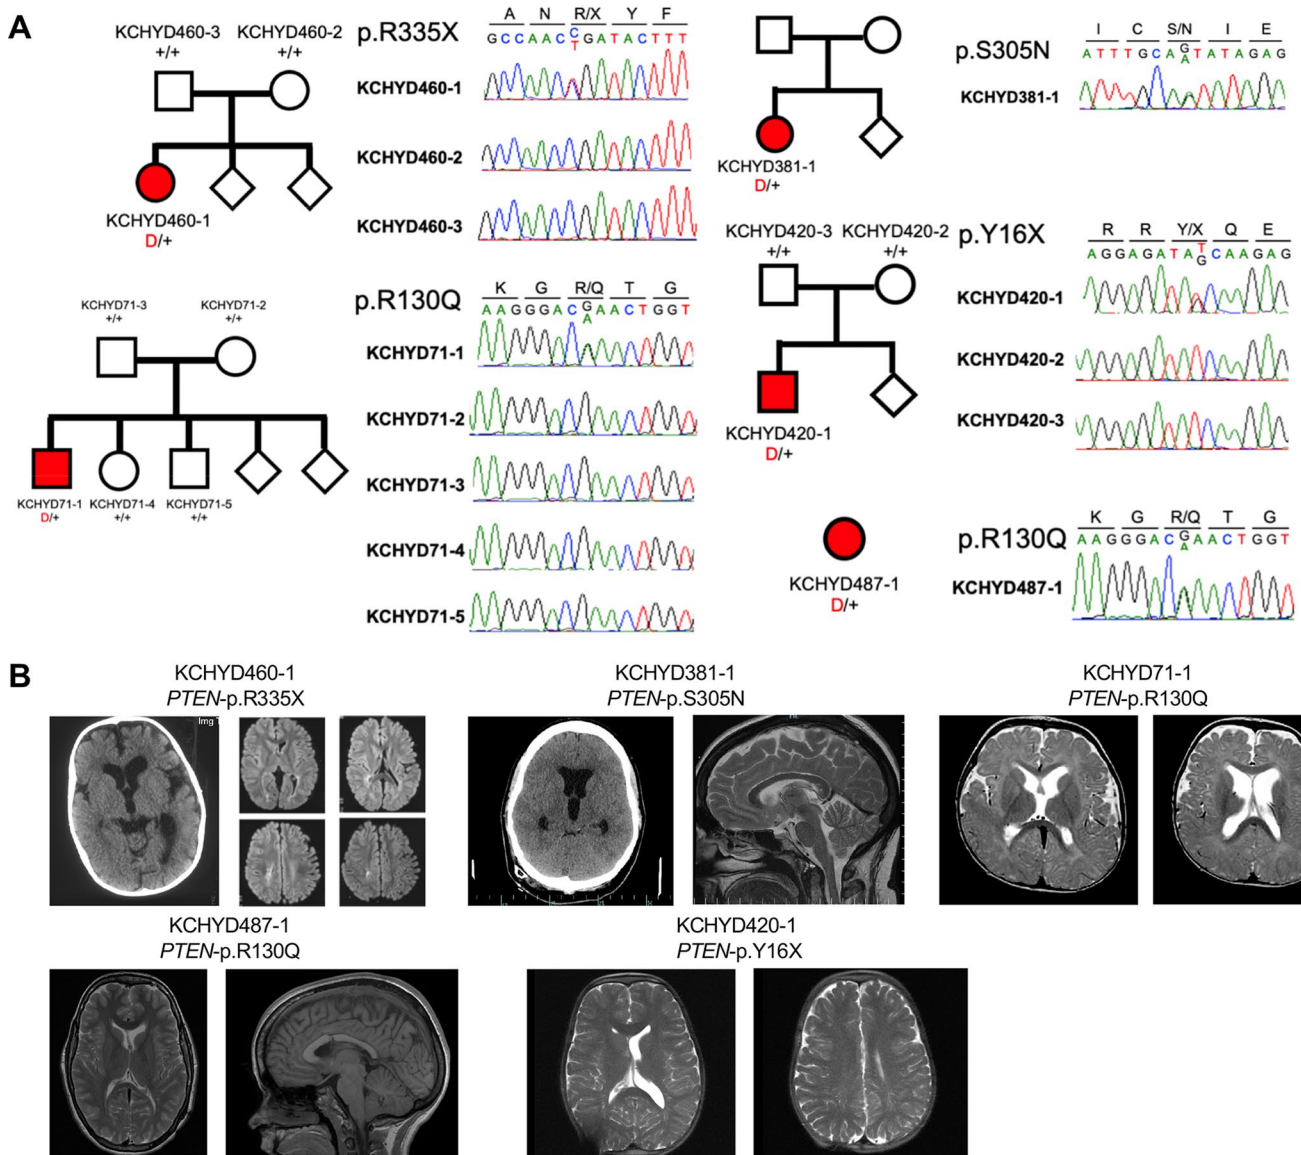 A
KCHYD460-3 KCHYD460-2
+/+ +/+
KCHYD460-1
D/+
p.R335X
A N R/X Y F
G C C A A C C G A T A C T T T
T
KCHYD460-1
KCHYD460-2
KCHYD460-3
KCHYD381-1
D/+
p.S305N
I C S/N I E
A T T T G C A G T A T A G A G
A
KCHYD381-1
KCHYD71-3 KCHYD71-2
+/+ +/+
KCHYD71-1 KCHYD71-4 KCHYD71-5
D/+ +/+ +/+
p.R130Q
K G R/Q T G
A A G G G A C G A A C T G G T
A
KCHYD71-1
KCHYD71-2
KCHYD71-3
KCHYD71-4
KCHYD71-5
KCHYD420-3 KCHYD420-2
+/+ +/+
KCHYD420-1
D/+
p.Y16X
R R Y/X Q E
A G G A G A T A T C A A G A G
G
KCHYD420-1
KCHYD420-2
KCHYD420-3
KCHYD487-1
D/+
p.R130Q
K G R/Q T G
A A G G G A C G A A C T G G T
A
KCHYD487-1
B
KCHYD460-1
PTEN-p.R335X
Img
KCHYD381-1
PTEN-p.S305N
KCHYD71-1
PTEN-p.R130Q
KCHYD487-1
PTEN-p.R130Q
KCHYD420-1
PTEN-p.Y16X